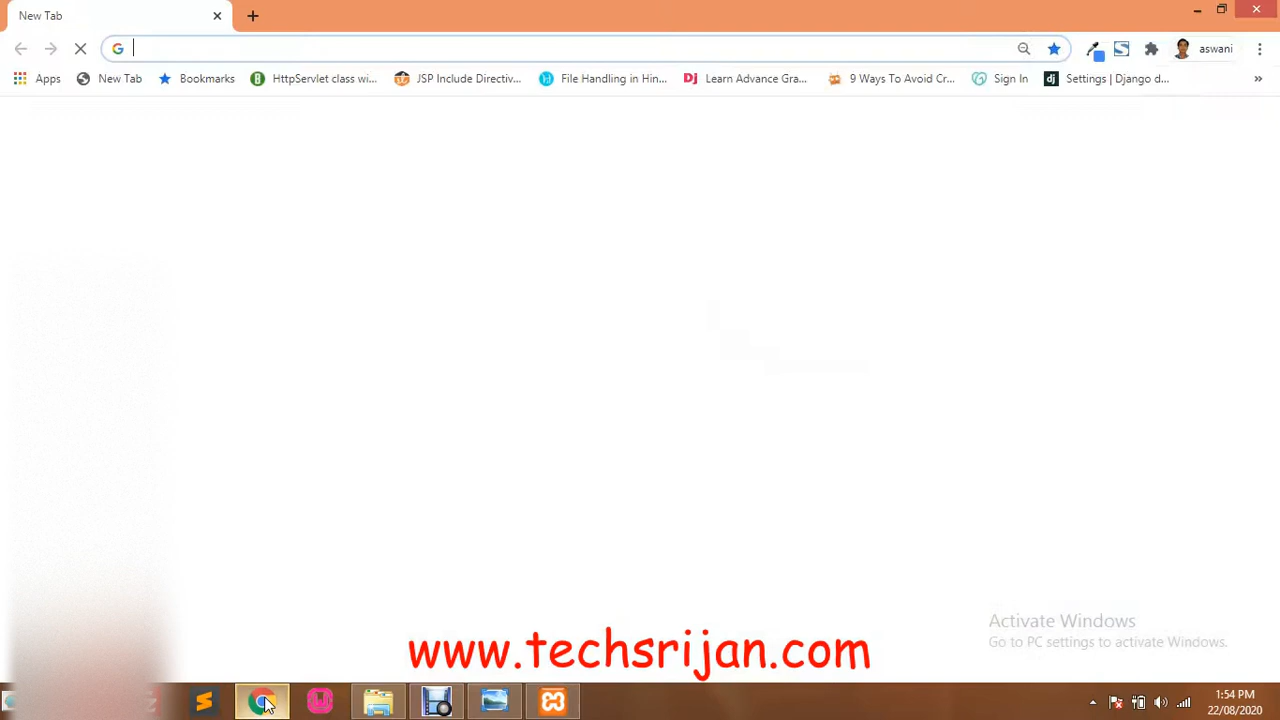 New Tab
aswani
Apps
New Tab
Bookmarks
HttpServlet class wi...
JSP Include Directiv...
File Handling in Hin...
Learn Advance Gra...
9 Ways To Avoid Cr...
Sign In
Settings | Django d...
Activate Windows
Go to PC settings to activate Windows.
www.techsrijan.com
1:54 PM
22/08/2020